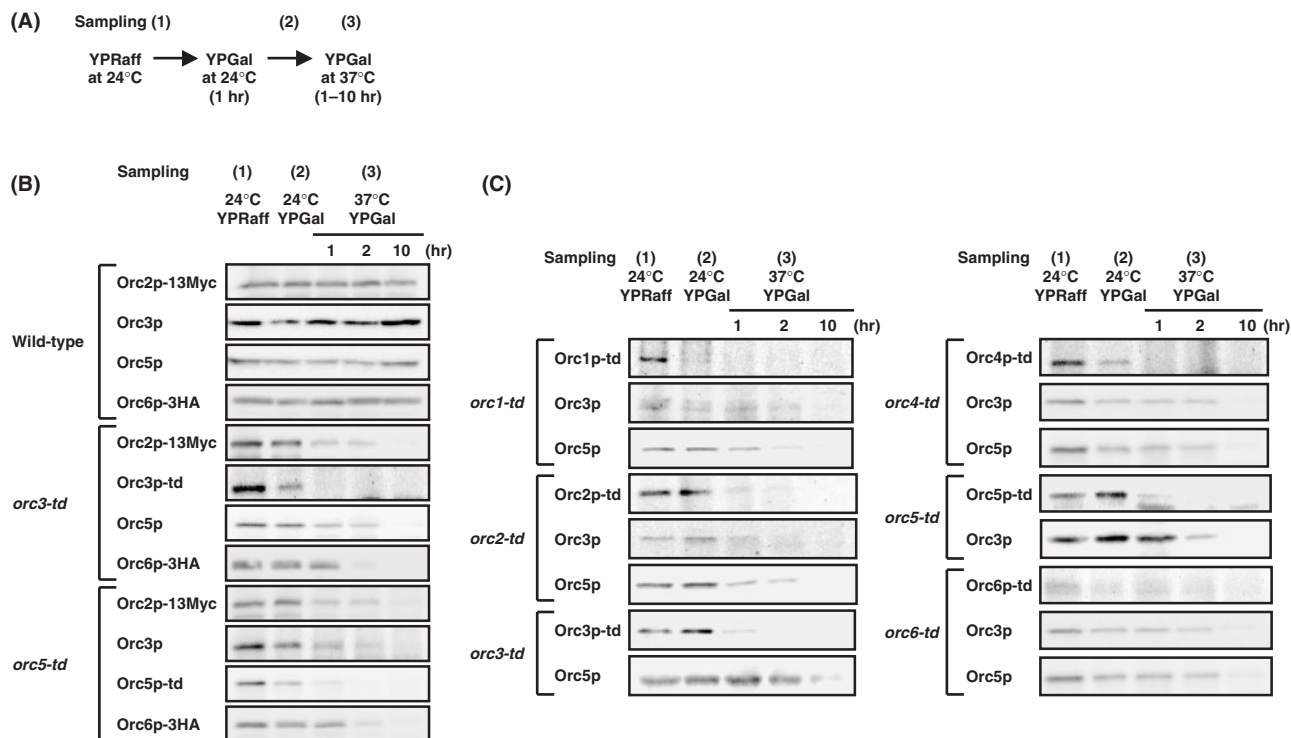 (A)
Sampling (1) (2) (3)
YPRaff YPGal YPGal
at 24°C at 24°C at 37°C
(1 hr) (1–10 hr)
(B)
Sampling (1) (2) (3)
24°C 24°C 37°C
YPRaff YPGal YPGal
1 2 10 (hr)
Wild-type
Orc2p-13Myc
Orc3p
Orc5p
Orc6p-3HA
orc3-td
Orc2p-13Myc
Orc3p-td
Orc5p
Orc6p-3HA
orc5-td
Orc2p-13Myc
Orc3p
Orc5p-td
Orc6p-3HA
(C)
Sampling (1) (2) (3)
24°C 24°C 37°C
YPRaff YPGal YPGal
1 2 10 (hr)
orc1-td
Orc1p-td
Orc3p
Orc5p
orc2-td
Orc2p-td
Orc3p
Orc5p
orc3-td
Orc3p-td
Orc5p
Sampling (1) (2) (3)
24°C 24°C 37°C
YPRaff YPGal YPGal
1 2 10 (hr)
orc4-td
Orc4p-td
Orc3p
Orc5p
orc5-td
Orc5p-td
Orc3p
orc6-td
Orc6p-td
Orc3p
Orc5p